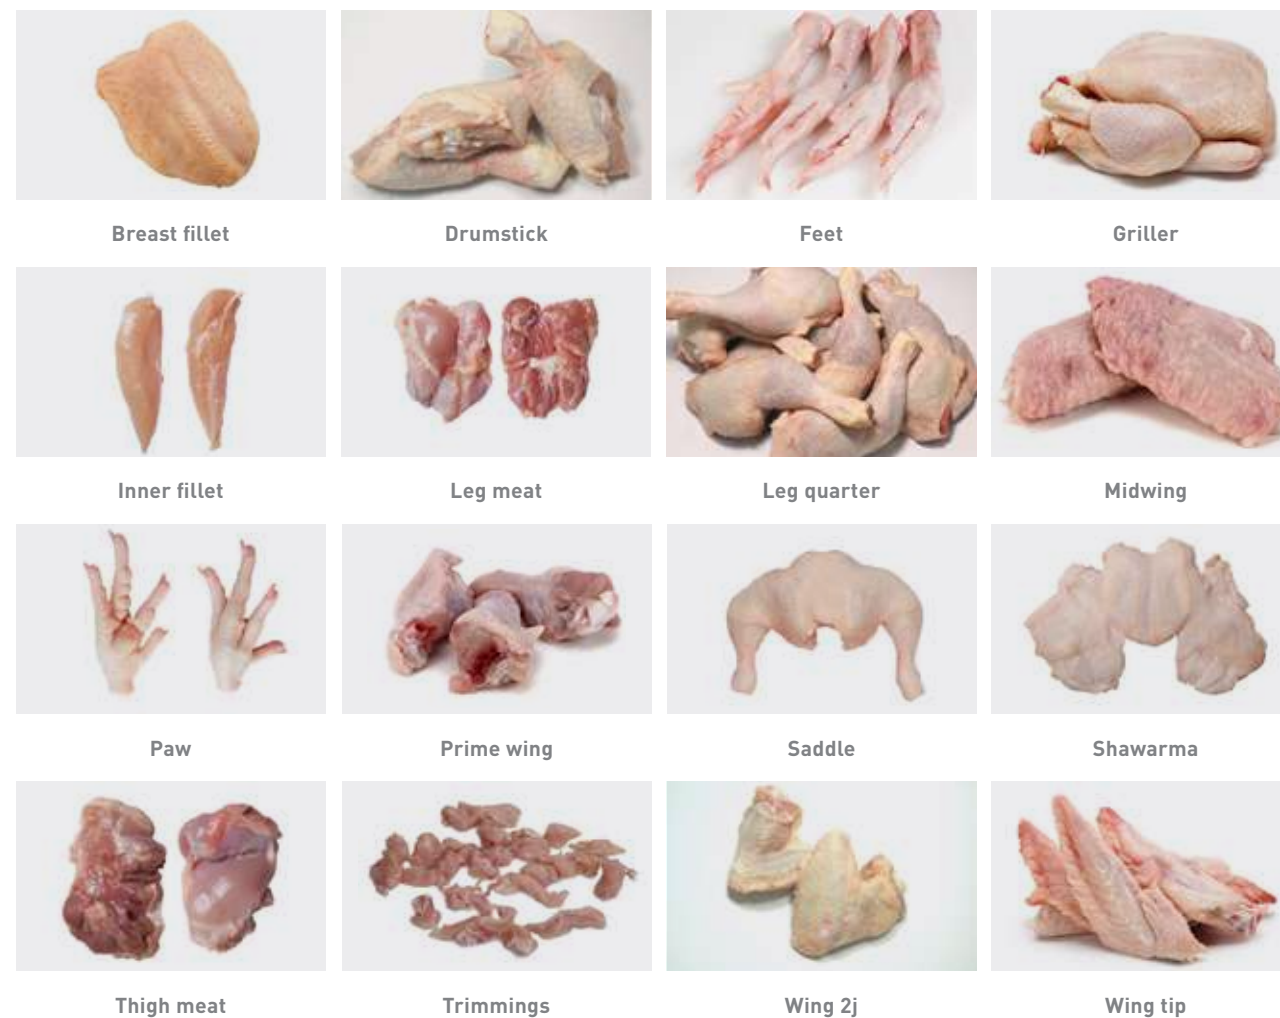 Breast fillet
Drumstick
Feet
Griller
Inner fillet
Leg meat
Leg quarter
Midwing
Paw
Prime wing
Saddle
Shawarma
Thigh meat
Trimmings
Wing 2j
Wing tip